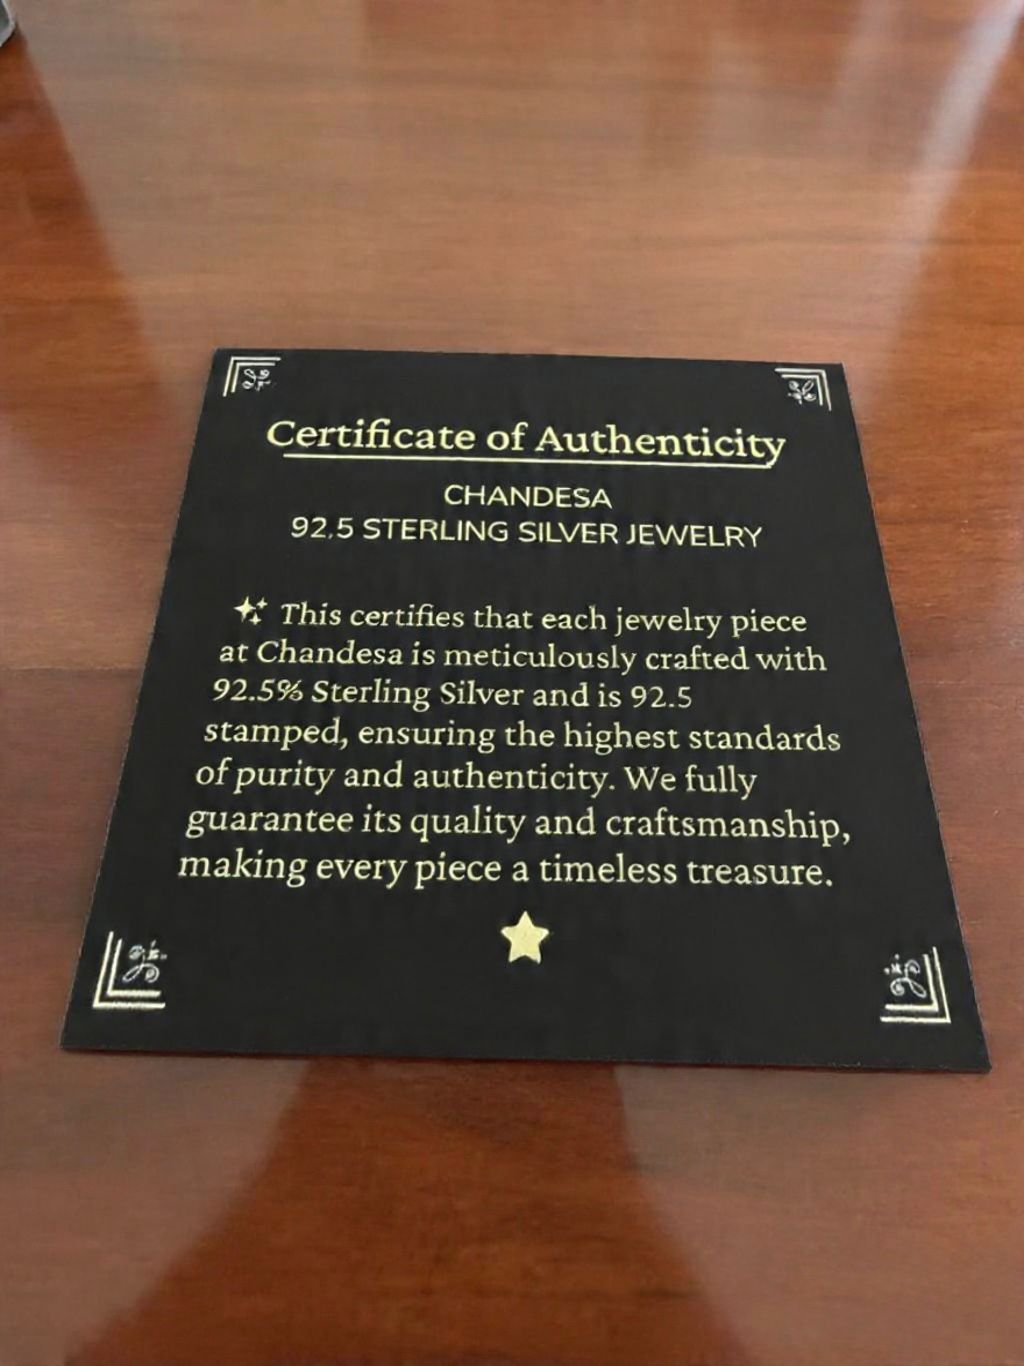 Certificate of Authenticity
CHANDESA
92.5 STERLING SILVER JEWELRY
This certifies that each jewelry piece
at Chandesa is meticulously crafted with
92.5% Sterling Silver and is 92.5
stamped, ensuring the highest standards
of purity and authenticity. We fully
guarantee its quality and craftsmanship,
making every piece a timeless treasure.